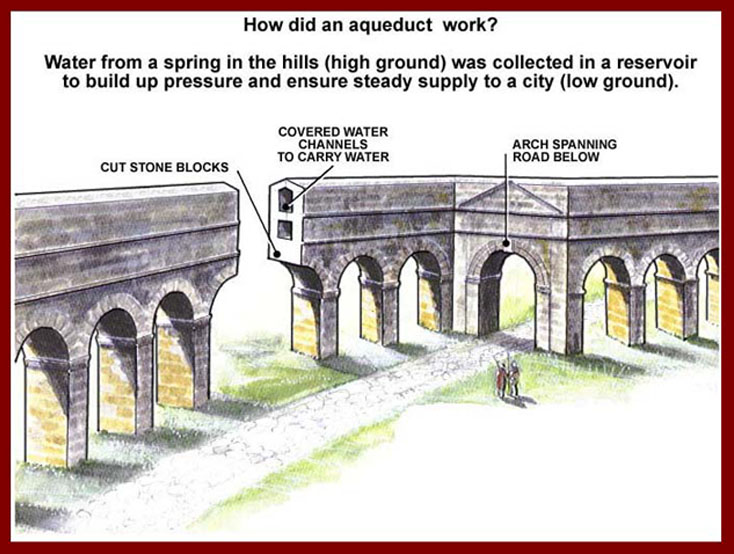 How did an aqueduct work?
Water from a spring in the hills (high ground) was collected in a reservoir
to build up pressure and ensure steady supply to a city (low ground).
COVERED WATER
CHANNELS
TO CARRY WATER
ARCH SPANNING
ROAD BELOW
CUT STONE BLOCKS